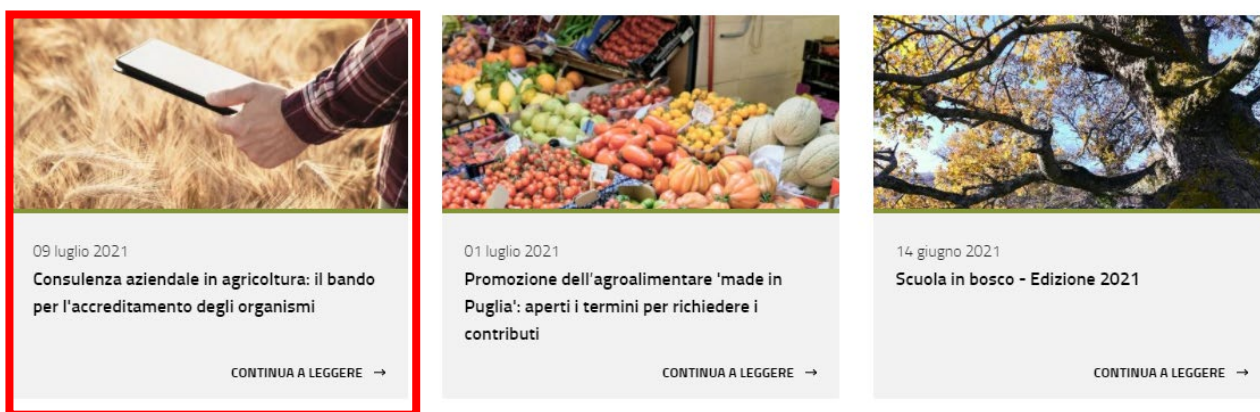 09 luglio 2021
Consulenza aziendale in agricoltura: il bando
per l'accreditamento degli organismi
CONTINUA A LEGGERE →
01 luglio 2021
Promozione dell'agroalimentare 'made in
Puglia': aperti i termini per richiedere i
contributi
CONTINUA A LEGGERE →
14 giugno 2021
Scuola in bosco - Edizione 2021
CONTINUA A LEGGERE →